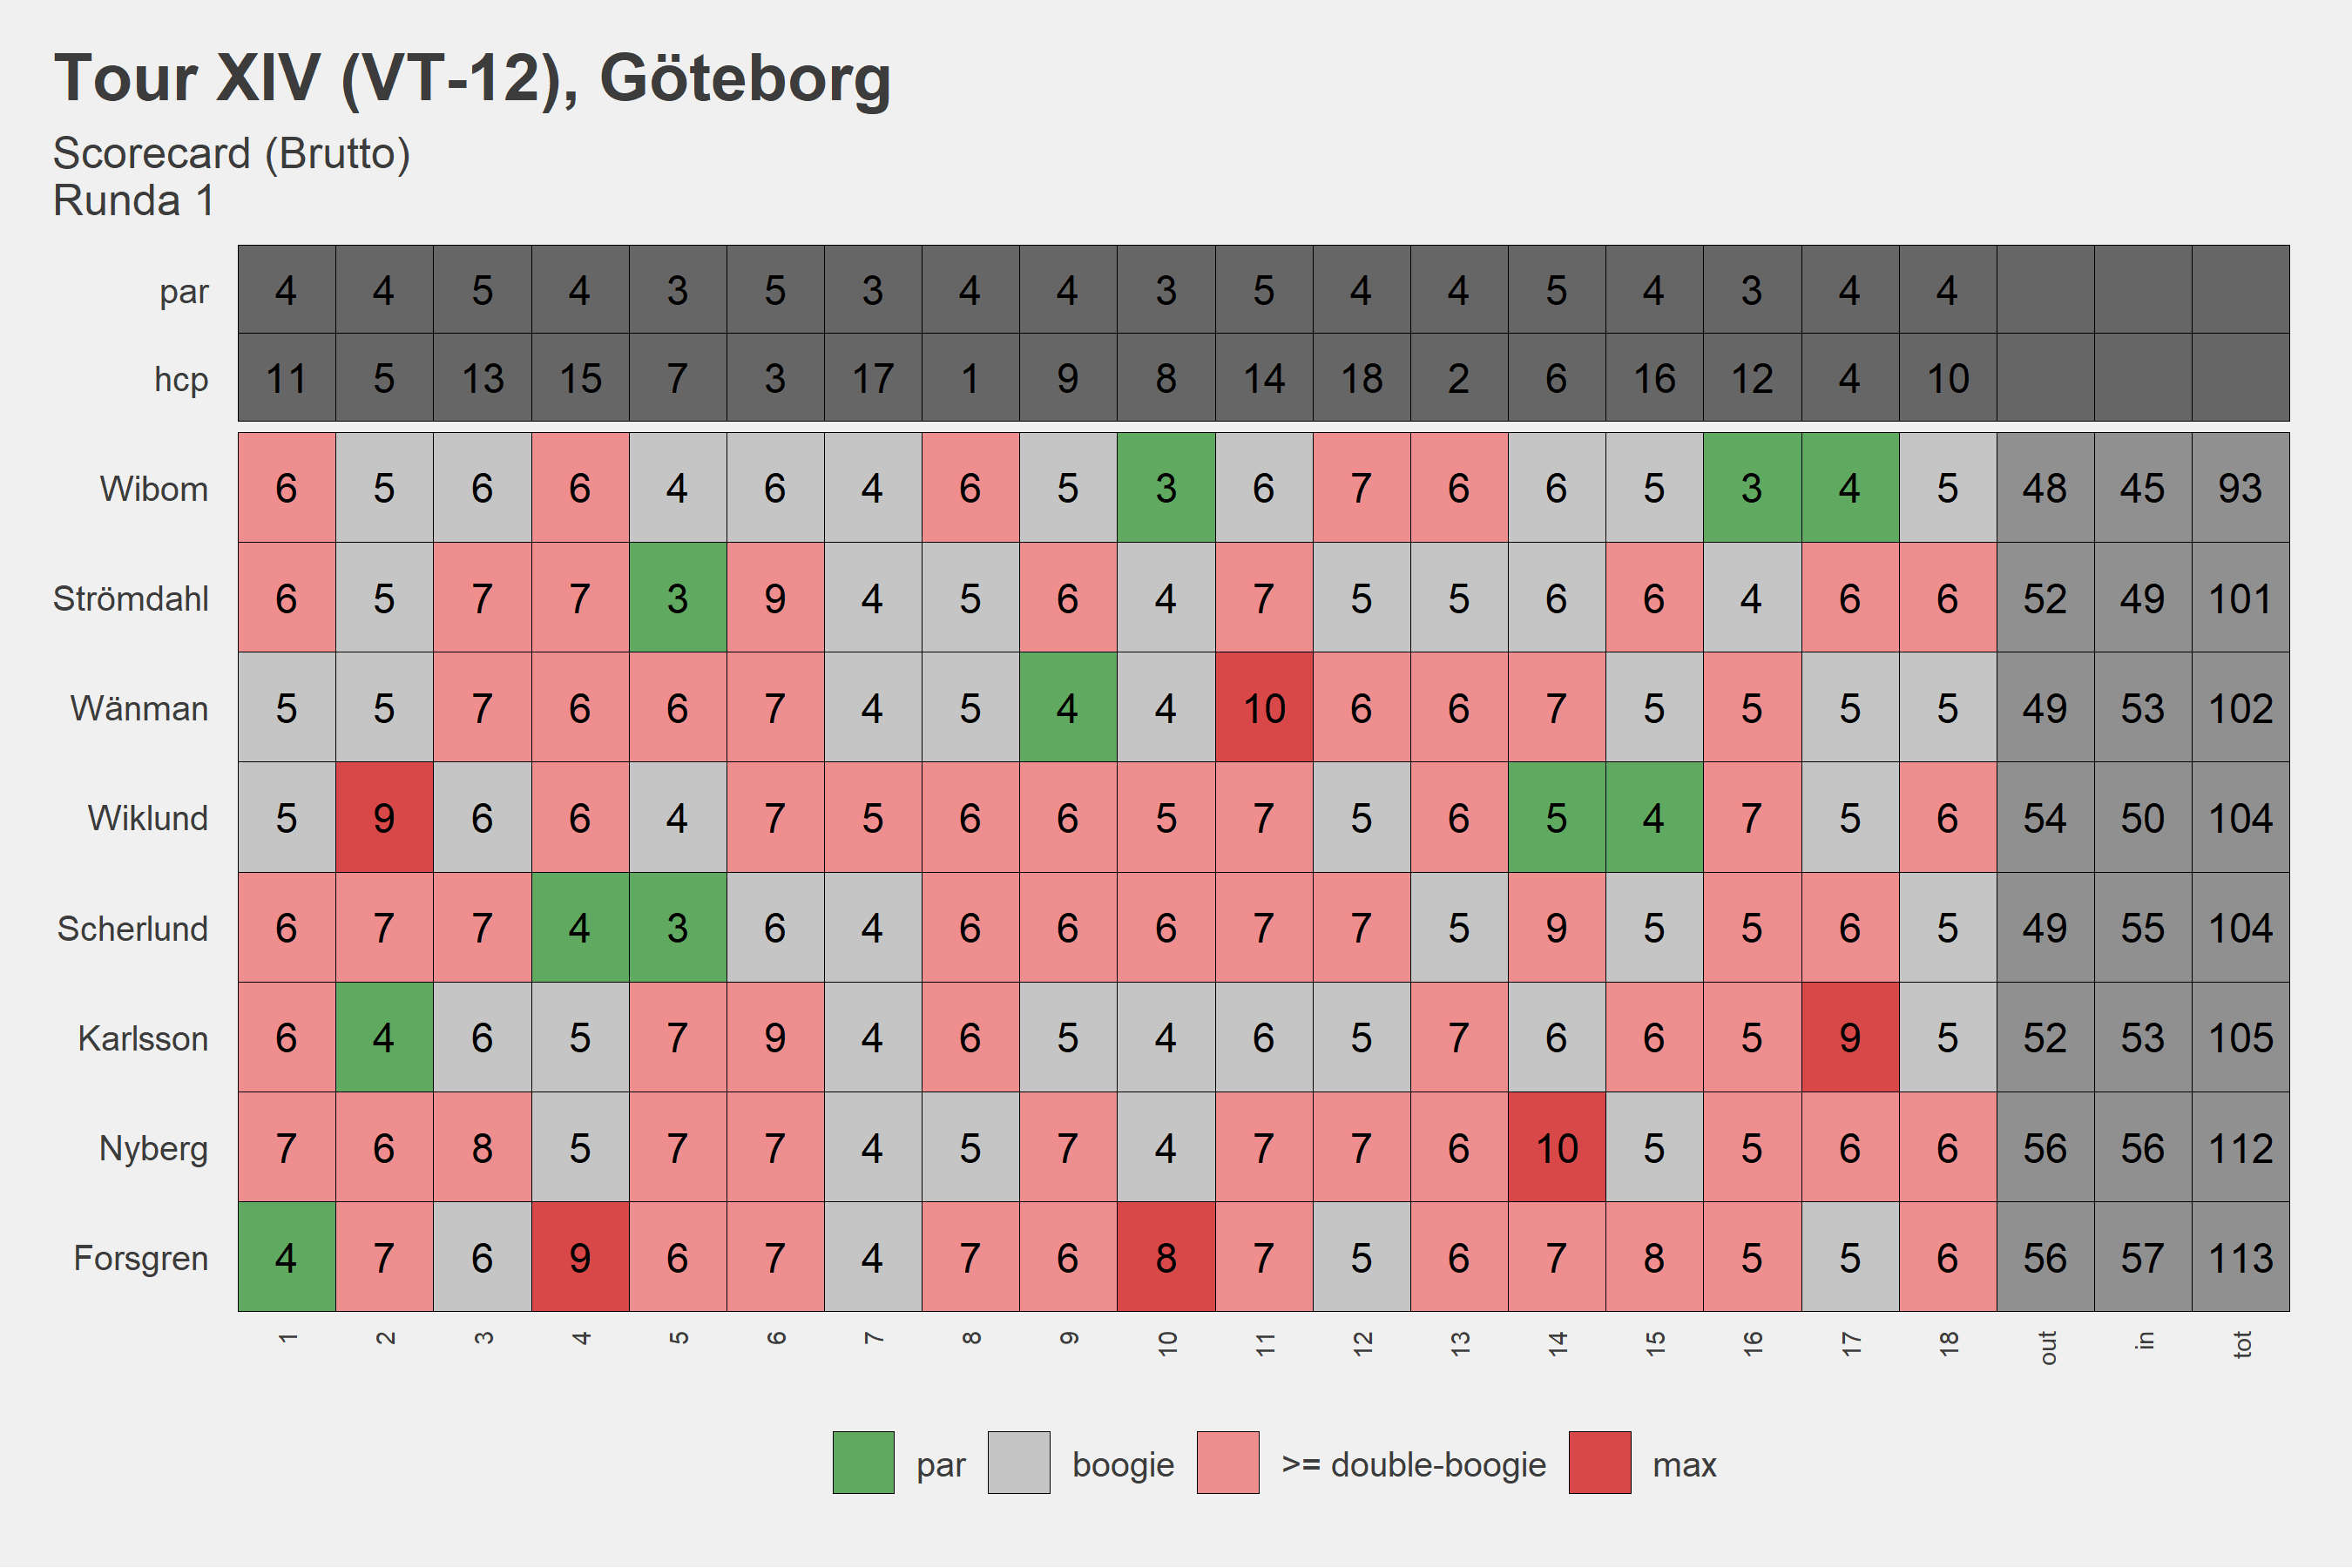 Tour XIV (VT-12), Göteborg
Scorecard (Brutto)
Runda 1
par 4 4 5 4 3 5 3 4 4 3 5 4 4 5 4 3 4 4
hcp 11 5 13 15 7 3 17 1 9 8 14 18 2 6 16 12 4 10
Wibom 6 5 6 6 4 6 4 6 5 3 6 7 6 6 5 3 4 5 48 45 93
Strömdahl 6 5 7 7 3 9 4 5 6 4 7 5 5 6 6 4 6 6 52 49 101
Wänman 5 5 7 6 6 7 4 5 4 4 10 6 6 7 5 5 5 5 49 53 102
Wiklund 5 9 6 6 4 7 5 6 6 5 7 5 6 5 4 7 5 6 54 50 104
Scherlund 6 7 7 4 3 6 4 6 6 6 7 7 5 9 5 5 6 5 49 55 104
Karlsson 6 4 6 5 7 9 4 6 5 4 6 5 7 6 6 5 9 5 52 53 105
Nyberg 7 6 8 5 7 7 4 5 7 4 7 7 6 10 5 5 6 6 56 56 112
Forsgren 4 7 6 9 6 7 4 7 6 8 7 5 6 7 8 5 5 6 56 57 113
1 2 3 4 5 6 7 8 9 10 11 12 13 14 15 16 17 18 out in tot
par boogie >= double-boogie max